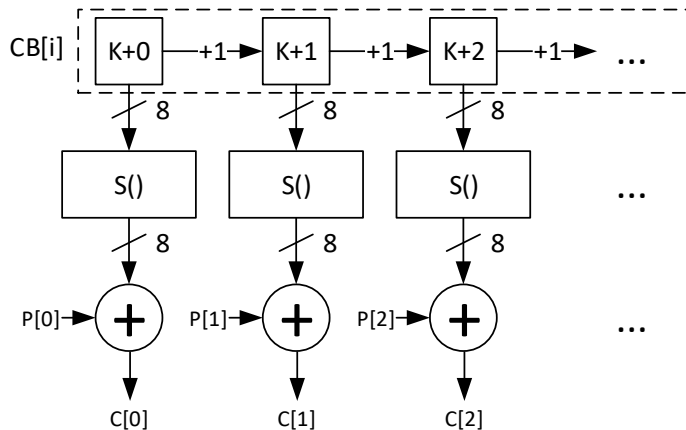 CB[i] K+0 +1 K+1 +1 K+2 +1 ...
8 8 8
S() S() S() ...
8 8 8
P[0] + P[1] + P[2] + ...
C[0] C[1] C[2]